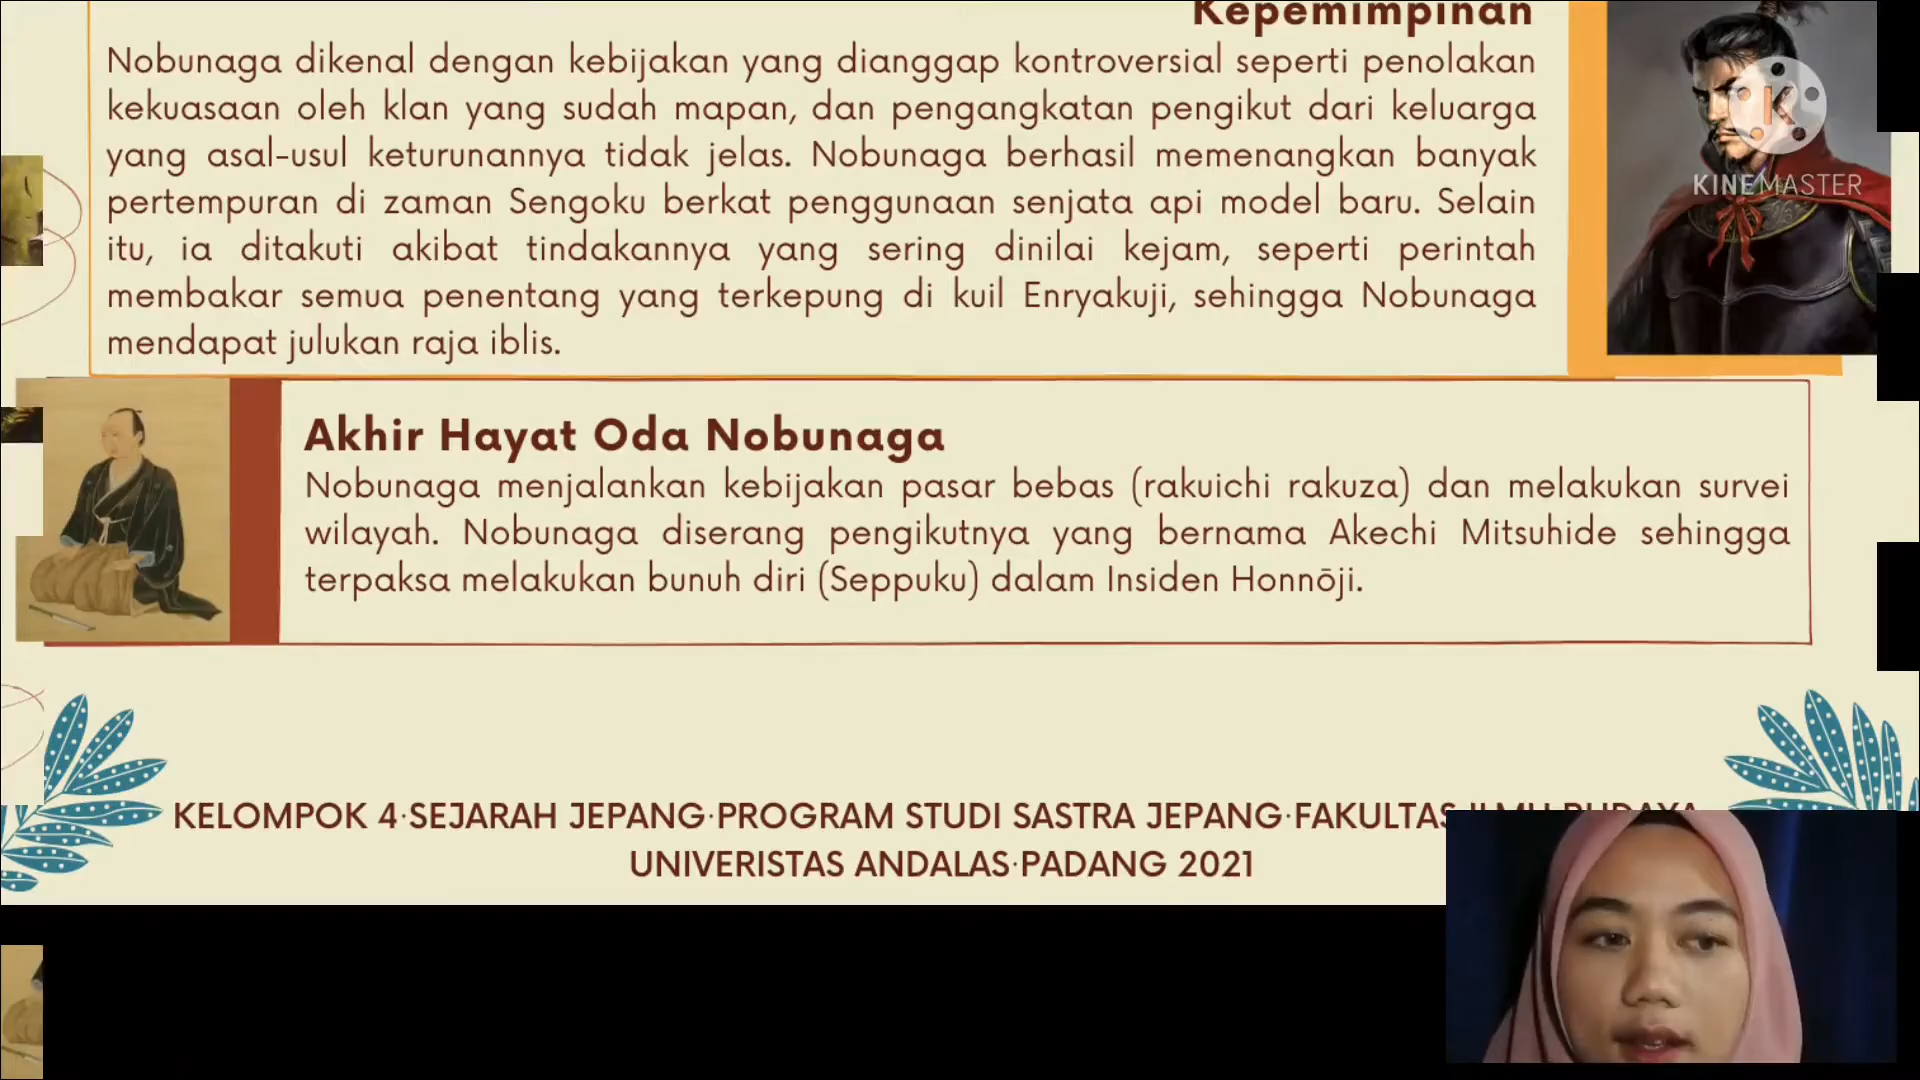 Kepemimpinan
Nobunaga dikenal dengan kebijakan yang dianggap kontroversial seperti penolakan
kekuasaan oleh klan yang sudah mapan, dan pengangkatan pengikut dari keluarga
yang asal-usul keturunannya tidak jelas. Nobunaga berhasil memenangkan banyak
pertempuran di zaman Sengoku berkat penggunaan senjata api model baru. Selain
itu, ia ditakuti akibat tindakannya yang sering dinilai kejam, seperti perintah
membakar semua penentang yang terkepung di kuil Enryakuji, sehingga Nobunaga
mendapat julukan raja iblis.
K
KINEMASTER
Akhir Hayat Oda Nobunaga
Nobunaga menjalankan kebijakan pasar bebas (rakuichi rakuza) dan melakukan survei
wilayah. Nobunaga diserang pengikutnya yang bernama Akechi Mitsuhide sehingga
terpaksa melakukan bunuh diri (Seppuku) dalam Insiden Honnōji.
KELOMPOK 4·SEJARAH JEPANG·PROGRAM STUDI SASTRA JEPANG·FAKULTAS ILMU BUDAYA
UNIVERISTAS ANDALAS·PADANG 2021